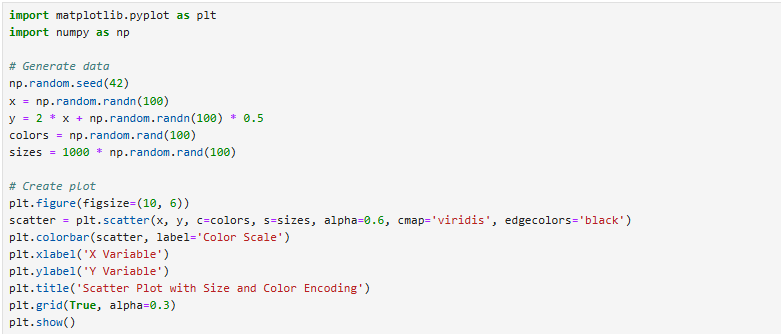 import matplotlib.pyplot as plt
import numpy as np
# Generate data
np.random.seed(42)
x = np.random.randn(100)
y = 2 * x + np.random.randn(100) * 0.5
colors = np.random.rand(100)
sizes = 1000 * np.random.rand(100)
# Create plot
plt.figure(figsize=(10, 6))
scatter = plt.scatter(x, y, c=colors, s=sizes, alpha=0.6, cmap='viridis', edgecolors='black')
plt.colorbar(scatter, label='Color Scale')
plt.xlabel('X Variable')
plt.ylabel('Y Variable')
plt.title('Scatter Plot with Size and Color Encoding')
plt.grid(True, alpha=0.3)
plt.show()